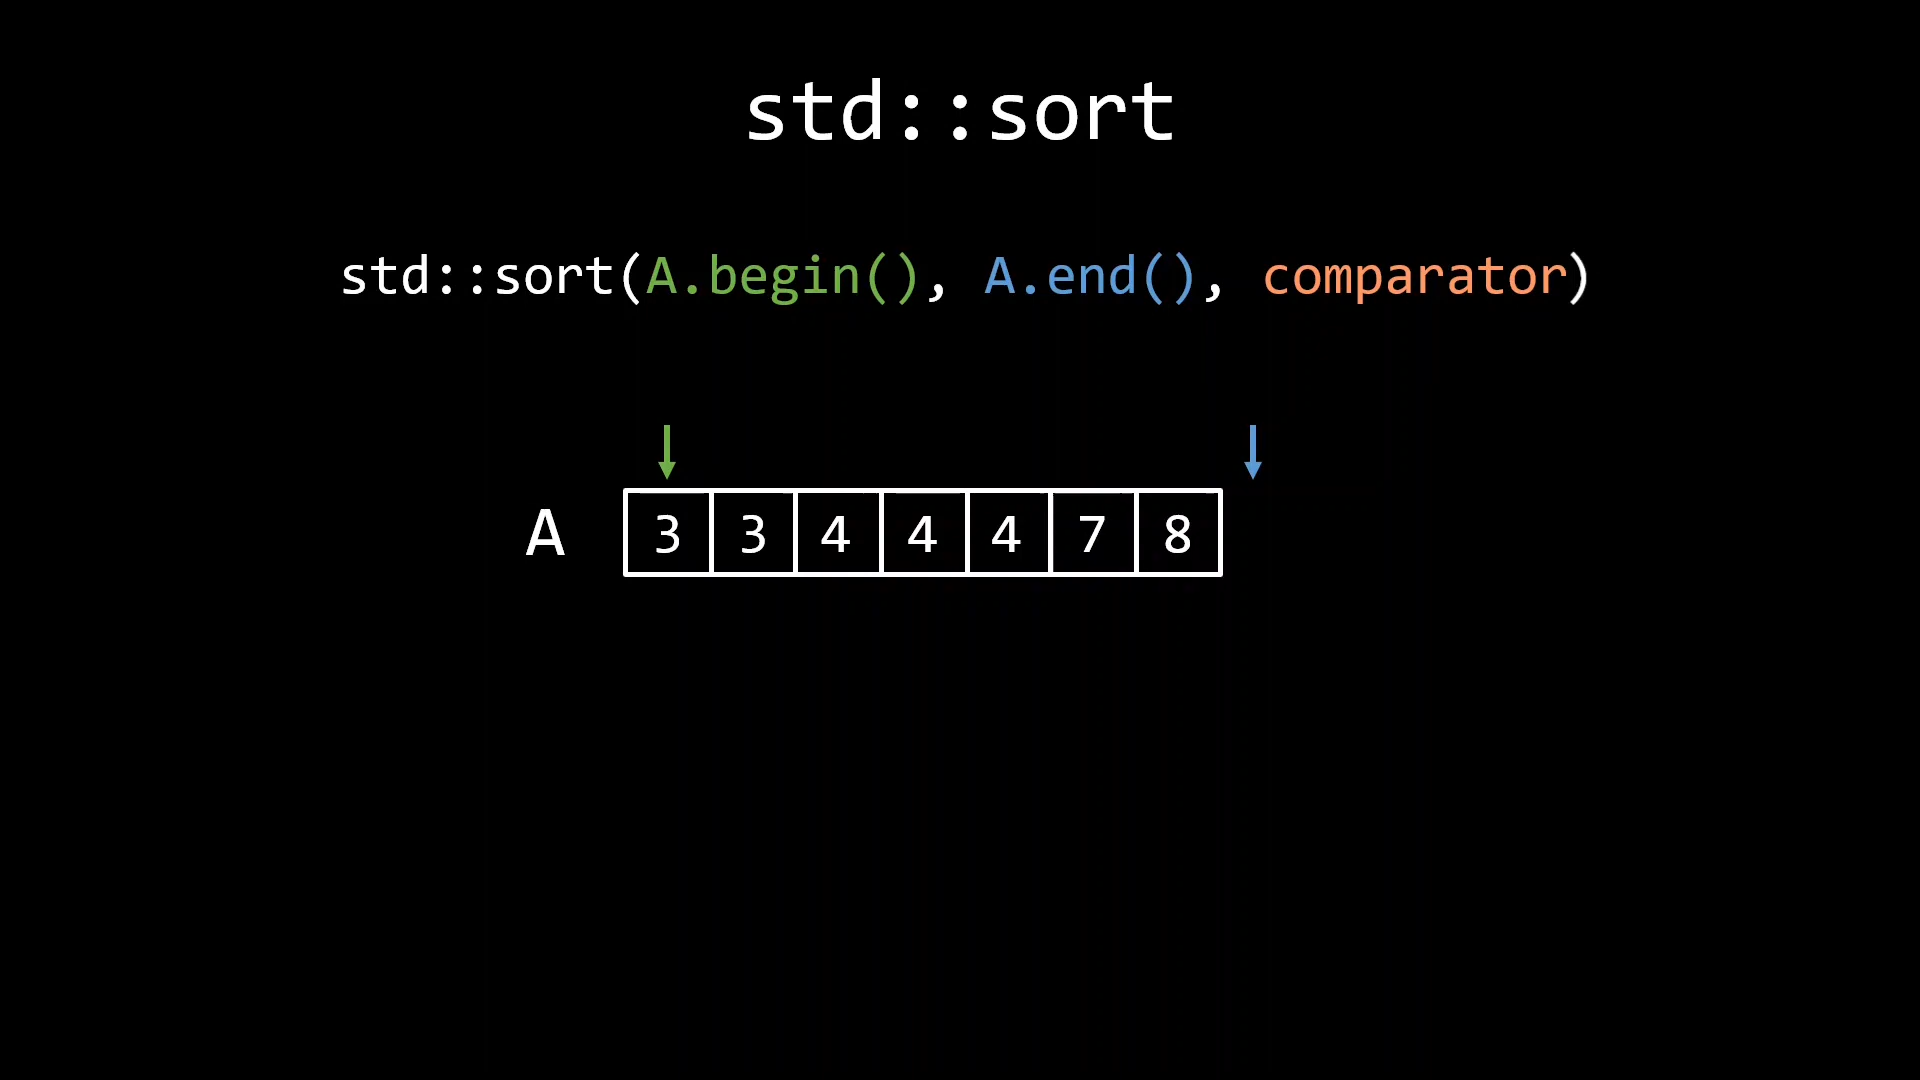 std::sort
std::sort(A.begin(), A.end(), comparator)
A 3 3 4 4 4 7 8